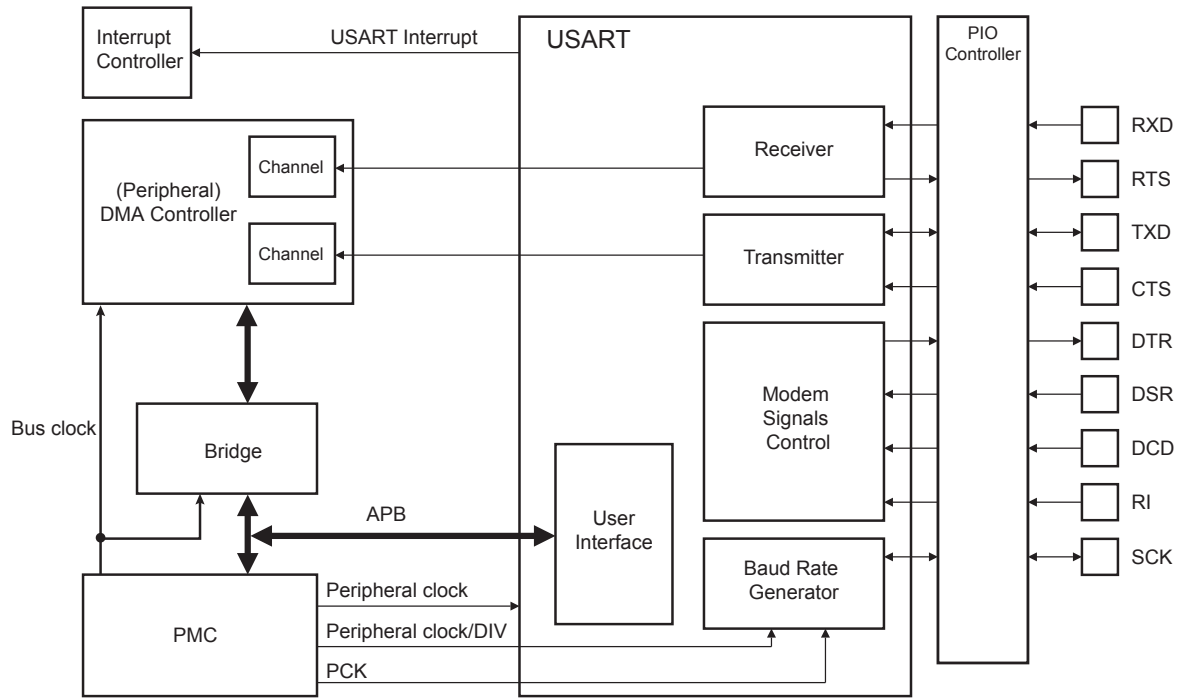 Interrupt
Controller
USART Interrupt
USART
PIO
Controller
(Peripheral)
DMA Controller
Channel
Channel
Receiver
Transmitter
Modem
Signals
Control
RXD
RTS
TXD
CTS
DTR
DSR
DCD
RI
SCK
Bus clock
Bridge
APB
User
Interface
Baud Rate
Generator
PMC
Peripheral clock
Peripheral clock/DIV
PCK